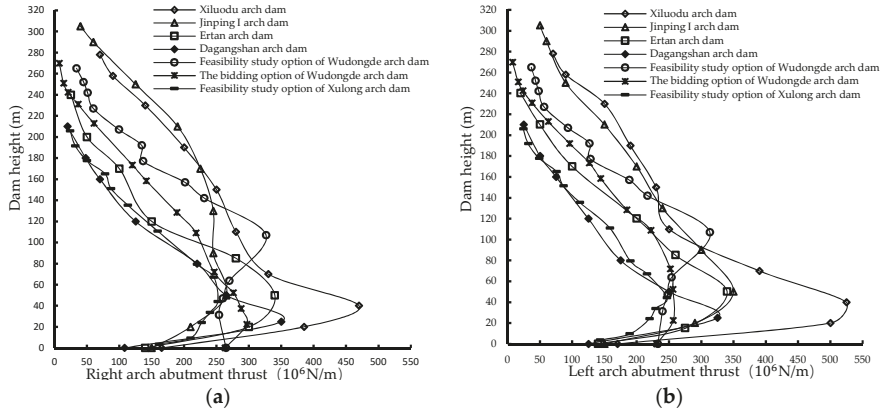 (a)
Xiluodu arch dam
Jinping I arch dam
Ertan arch dam
Dagangshan arch dam
Feasibility study option of Wudongde arch dam
The bidding option of Wudongde arch dam
Feasibility study option of Xulong arch dam
Dam height (m)
320
300
280
260
240
220
200
180
160
140
120
100
80
60
40
20
0
0 50 100 150 200 250 300 350 400 450 500 550
Right arch abutment thrust (10⁶N/m)
(a)
(b)
Xiluodu arch dam
Jinping I arch dam
Ertan arch dam
Dagangshan arch dam
Feasibility study option of Wudongde arch dam
The bidding option of Wudongde arch dam
Feasibility study option of Xulong arch dam
Dam height (m)
320
300
280
260
240
220
200
180
160
140
120
100
80
60
40
20
0
0 50 100 150 200 250 300 350 400 450 500 550
Left arch abutment thrust (10⁶N/m)
(b)